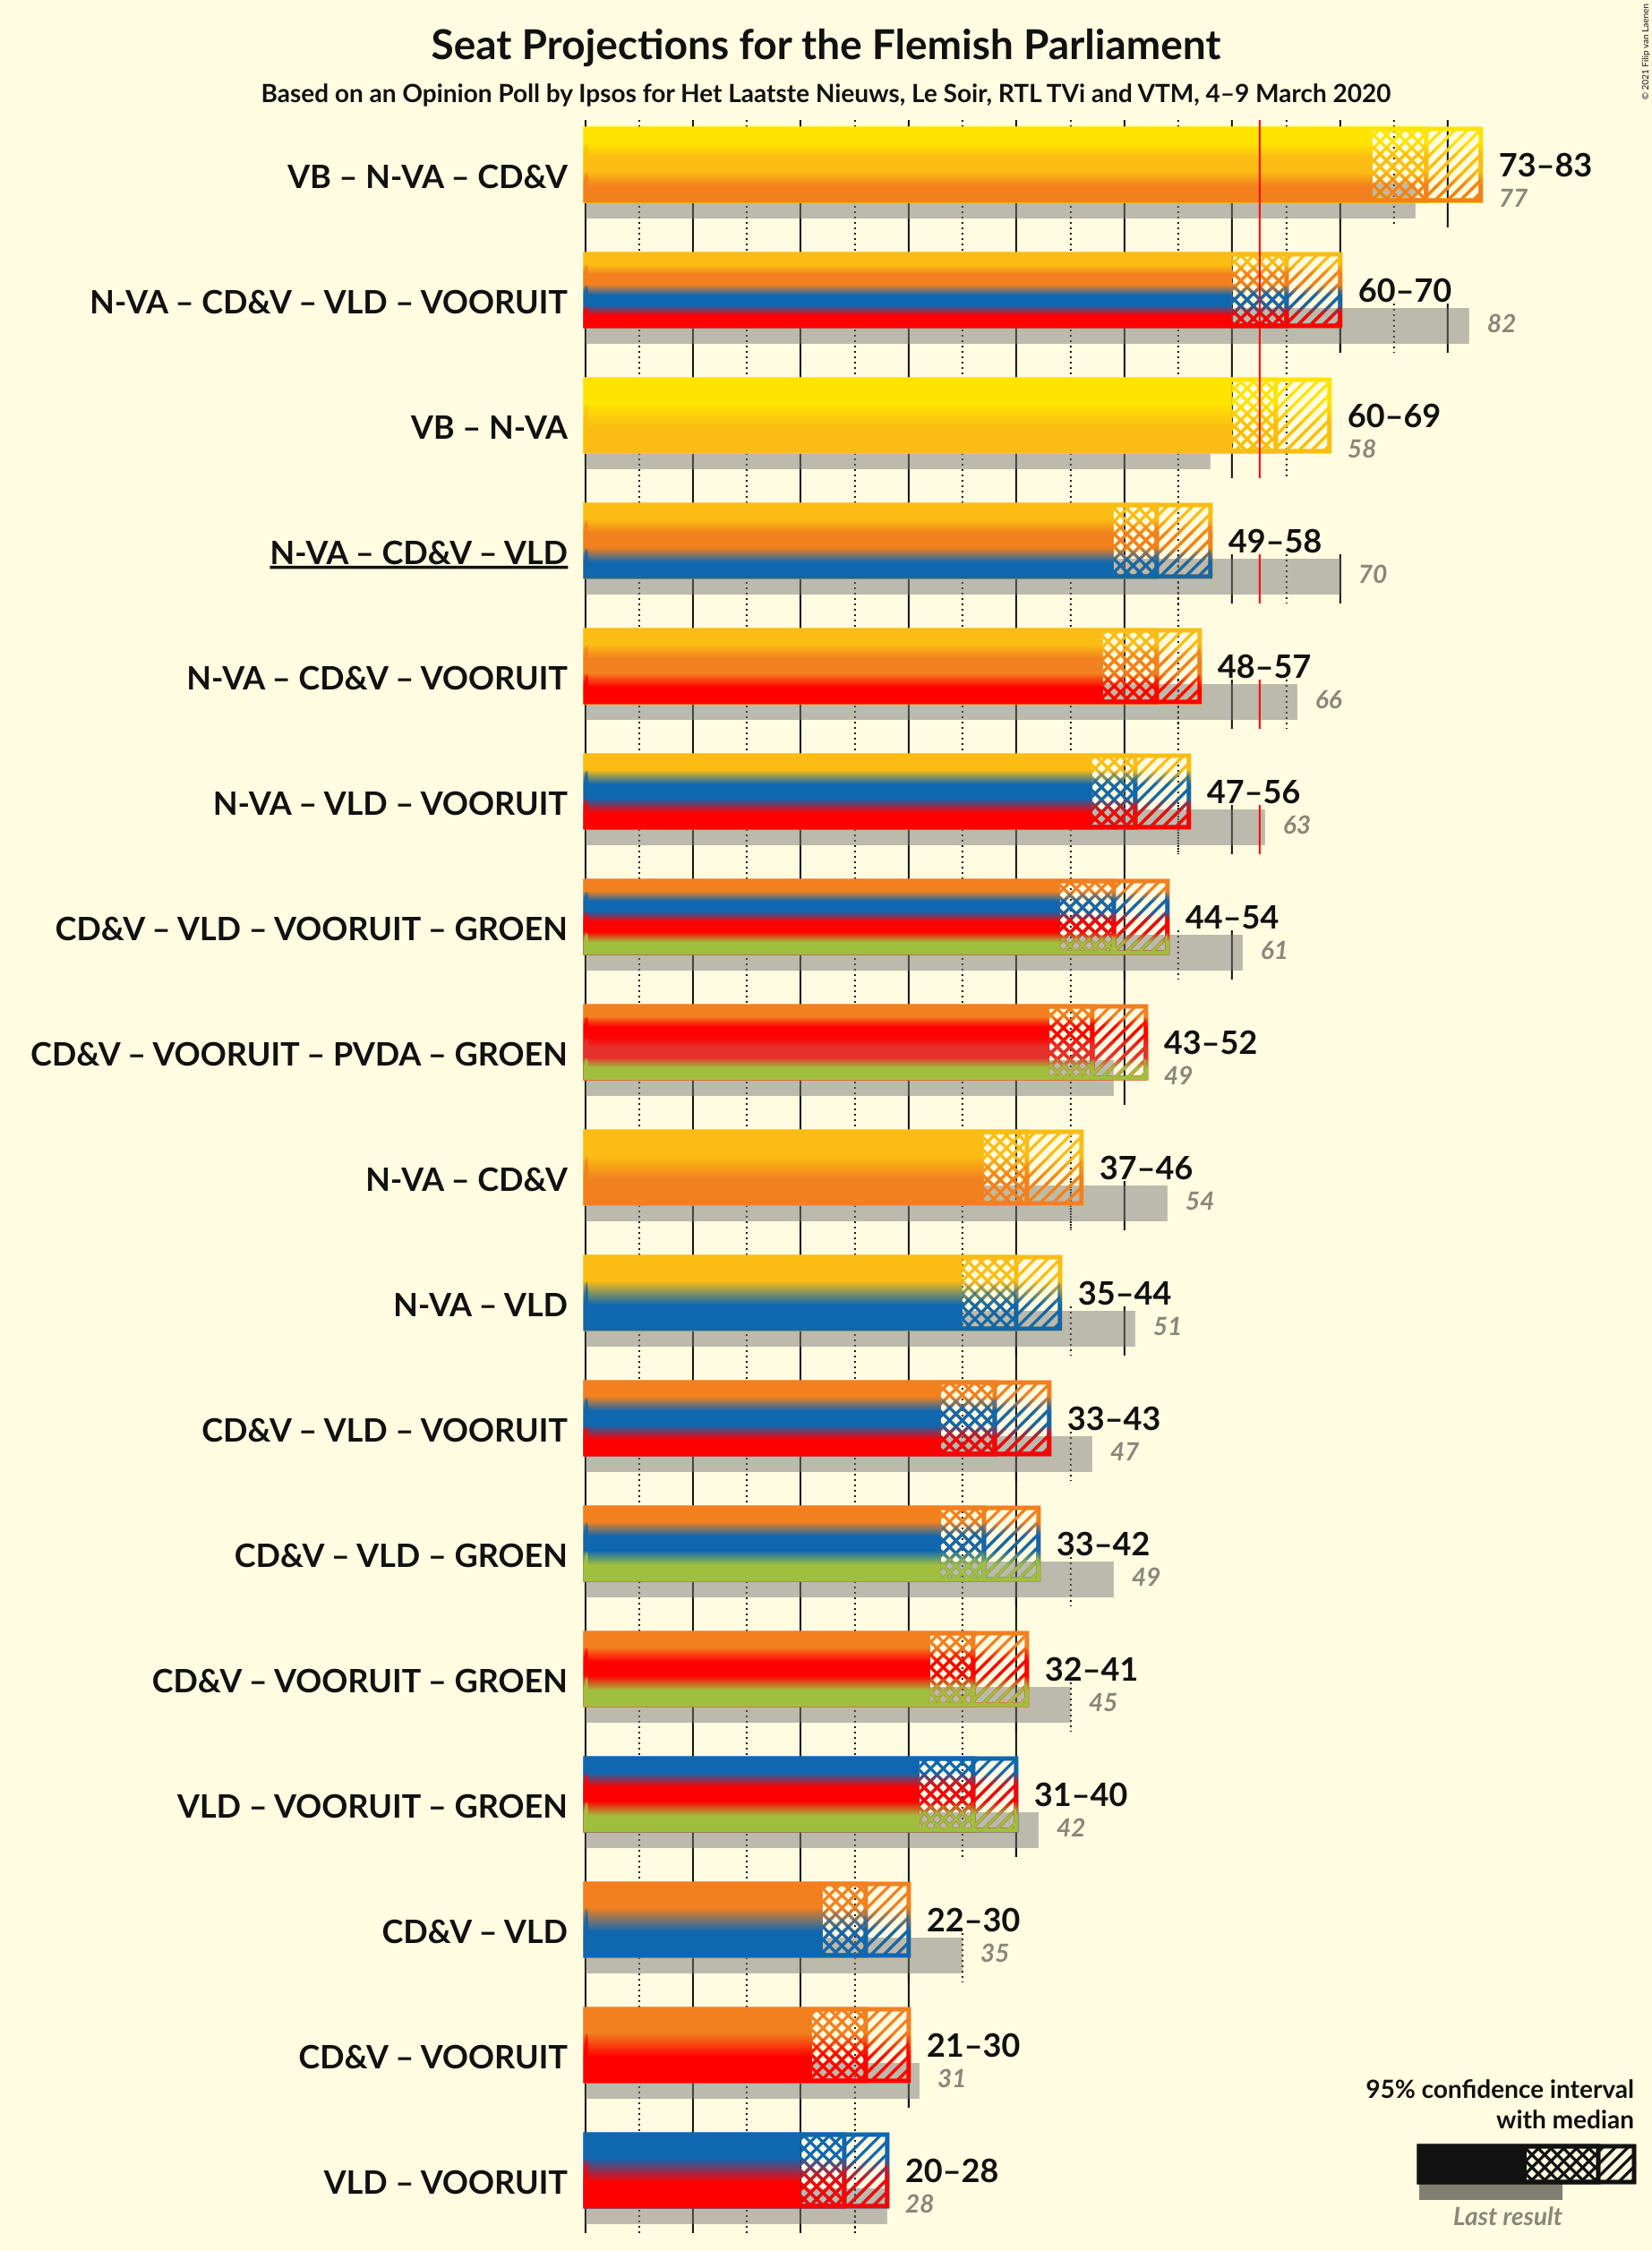 Seat Projections for the Flemish Parliament
Based on an Opinion Poll by Ipsos for Het Laatste Nieuws, Le Soir, RTL TVi and VTM, 4–9 March 2020
© 2021 Filip van Laenen
VB – N-VA – CD&V
73–83
77
N-VA – CD&V – VLD – VOORUIT
60–70
82
VB – N-VA
60–69
58
N-VA – CD&V – VLD
49–58
70
N-VA – CD&V – VOORUIT
48–57
66
N-VA – VLD – VOORUIT
47–56
63
CD&V – VLD – VOORUIT – GROEN
44–54
61
CD&V – VOORUIT – PVDA – GROEN
43–52
49
N-VA – CD&V
37–46
54
N-VA – VLD
35–44
51
CD&V – VLD – VOORUIT
33–43
47
CD&V – VLD – GROEN
33–42
49
CD&V – VOORUIT – GROEN
32–41
45
VLD – VOORUIT – GROEN
31–40
42
CD&V – VLD
22–30
35
CD&V – VOORUIT
21–30
31
VLD – VOORUIT
20–28
28
95% confidence interval
with median
Last result